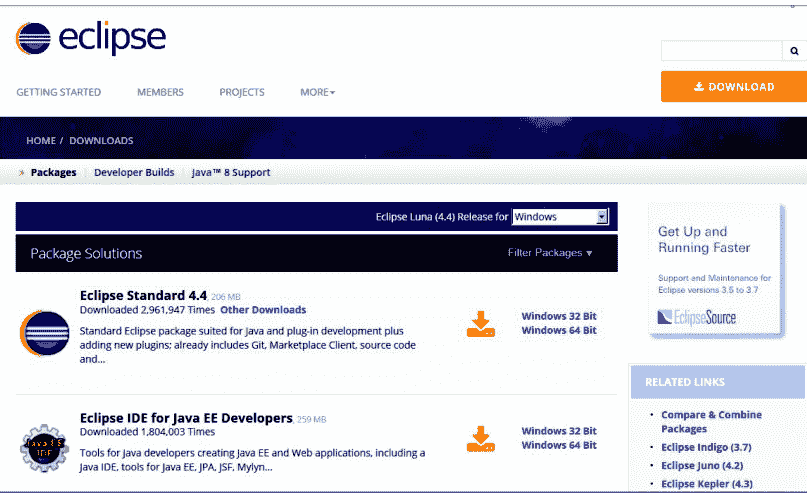 eclipse
DOWNLOAD
GETTING STARTED MEMBERS PROJECTS MORE
HOME / DOWNLOADS
Packages Developer Builds Java™ 8 Support
Eclipse Luna (4.4) Release for Windows
Package Solutions Filter Packages
Eclipse Standard 4.4, 206 MB
Downloaded 2,961,947 Times Other Downloads
Standard Eclipse package suited for Java and plug-in development plus
adding new plugins; already includes Git, Marketplace Client, source code
and...
Windows 32 Bit
Windows 64 Bit
Eclipse IDE for Java EE Developers, 259 MB
Downloaded 1,804,003 Times
Tools for Java developers creating Java EE and Web applications, including a
Java IDE, tools for Java EE, JPA, JSF, Mylyn...
Java EE
IDE
Windows 32 Bit
Windows 64 Bit
Get Up and
Running Faster
Support and Maintenance for
Eclipse versions 3.5 to 3.7
EclipseSource
RELATED LINKS
Compare & Combine
Packages
Eclipse Indigo (3.7)
Eclipse Juno (4.2)
Eclipse Kepler (4.3)